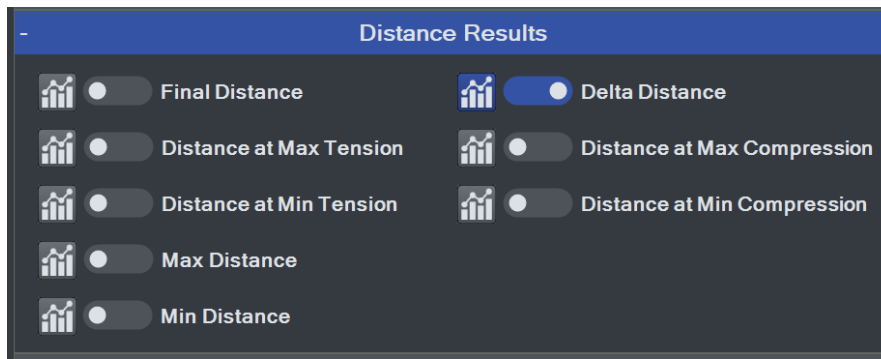 - Distance Results
Final Distance Delta Distance
Distance at Max Tension Distance at Max Compression
Distance at Min Tension Distance at Min Compression
Max Distance
Min Distance